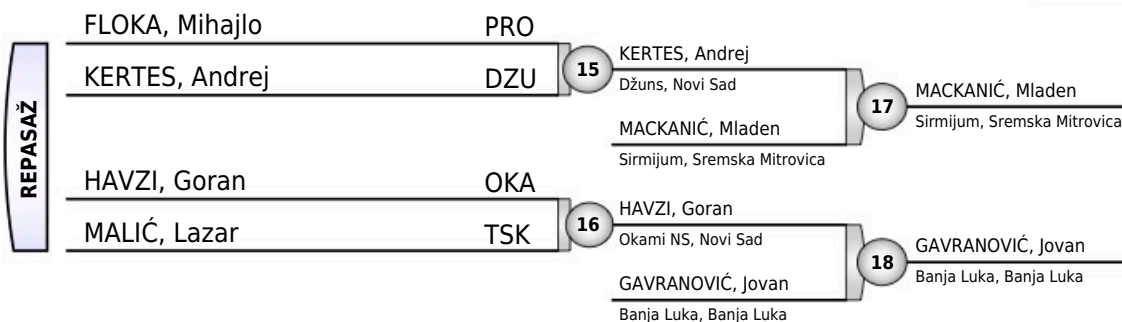 REPASAŽ
FLOKA, Mihajlo PRO
KERTES, Andrej DZU
15
KERTES, Andrej
Džuns, Novi Sad
MACKANIĆ, Mladen
Sirmijum, Sremska Mitrovica
17
MACKANIĆ, Mladen
Sirmijum, Sremska Mitrovica
HAVZI, Goran OKA
MALIĆ, Lazar TSK
16
HAVZI, Goran
Okami NS, Novi Sad
GAVRANOVIĆ, Jovan
Banja Luka, Banja Luka
18
GAVRANOVIĆ, Jovan
Banja Luka, Banja Luka